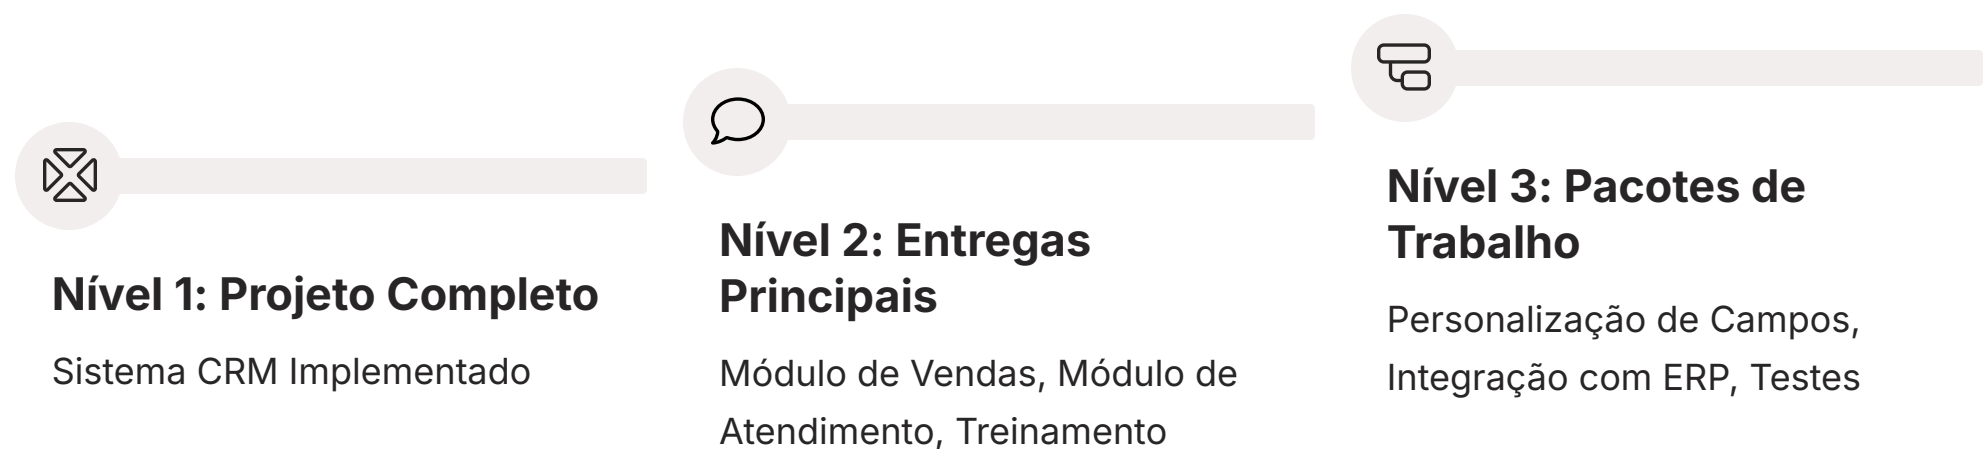 Nível 1: Projeto Completo
Sistema CRM Implementado
Nível 2: Entregas
Principais
Módulo de Vendas, Módulo de
Atendimento, Treinamento
Nível 3: Pacotes de
Trabalho
Personalização de Campos,
Integração com ERP, Testes